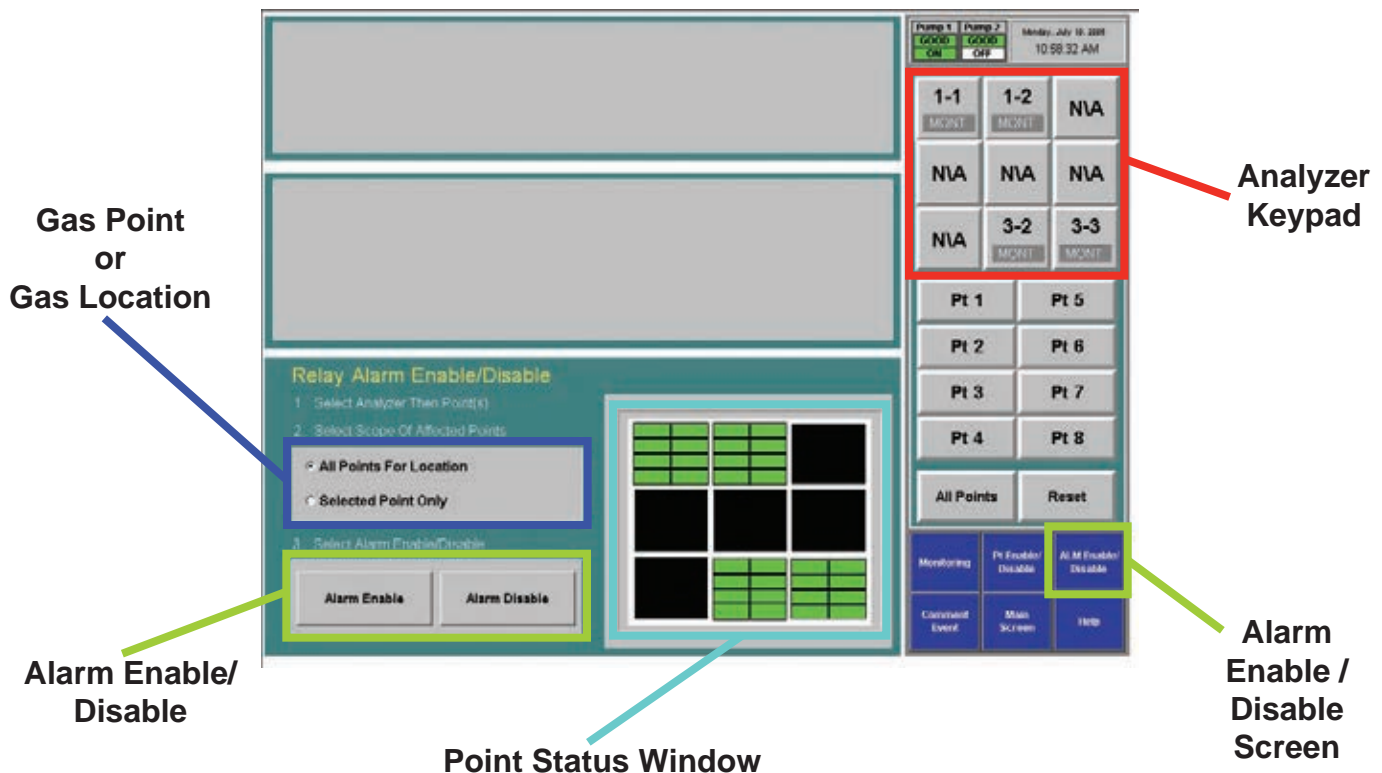 Pump 1 Pump 2
GOOD GOOD
ON OFF
10:58:32 AM
1-1 1-2 N\A
MONT MONT
N\A N\A N\A
N\A 3-2 3-3
MONT MONT
Analyzer
Keypad
Gas Point
or
Gas Location
Pt 1 Pt 5
Pt 2 Pt 6
Pt 3 Pt 7
Pt 4 Pt 8
All Points Reset
Relay Alarm Enable/Disable
1 Select Analyzer Then Point(s)
2 Select Scope Of Affected Points
All Points For Location
Selected Point Only
3 Select Alarm Enable/Disable
Alarm Enable Alarm Disable
Monitoring Pt Enable/
Disable ALM Enable/
Disable
Comment
Event Main
Screen Help
Alarm Enable/
Disable
Point Status Window
Alarm
Enable /
Disable
Screen